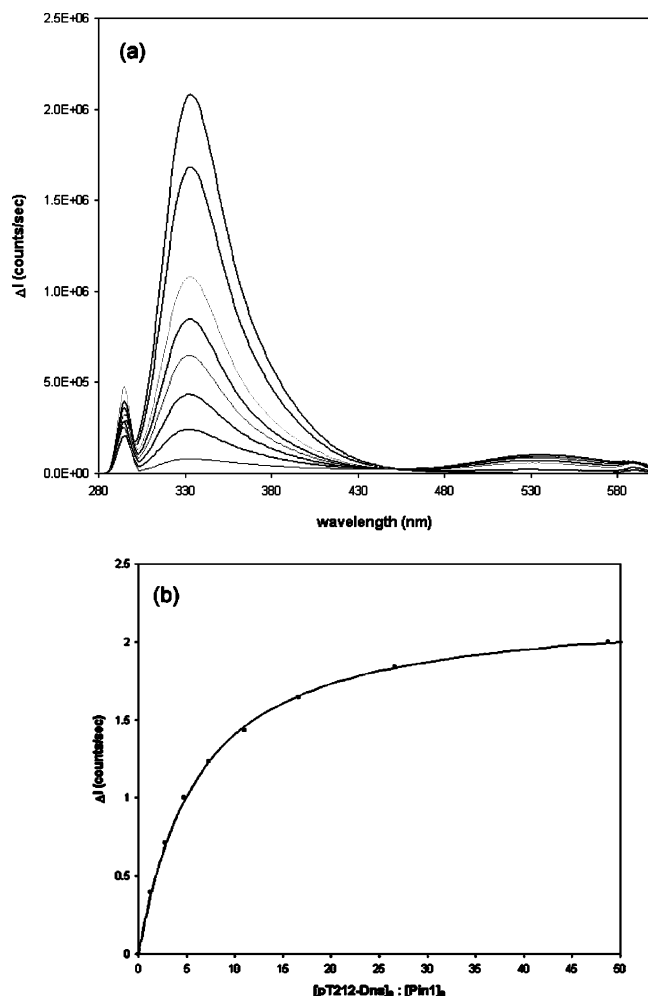 (a)
2.5E+06
2.0E+06
1.5E+06
1.0E+06
5.0E+05
0.0E+00
ΔI (counts/sec)
280 330 380 430 480 530 580
wavelength (nm)
(b)
2.5
2
1.5
1
0.5
0
ΔI (counts/sec)
0 5 10 15 20 25 30 35 40 45 50
[pT212-Dns]₀ : [Pin1]₀